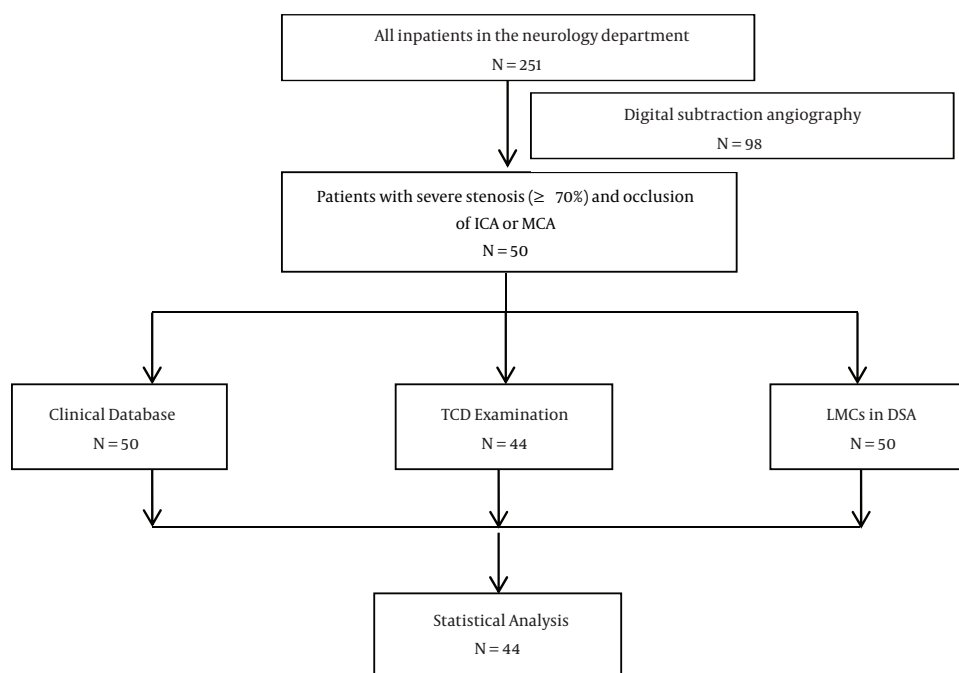 All inpatients in the neurology department
N = 251
Digital subtraction angiography
N = 98
Patients with severe stenosis (≥ 70%) and occlusion
of ICA or MCA
N = 50
Clinical Database
N = 50
TCD Examination
N = 44
LMCs in DSA
N = 50
Statistical Analysis
N = 44